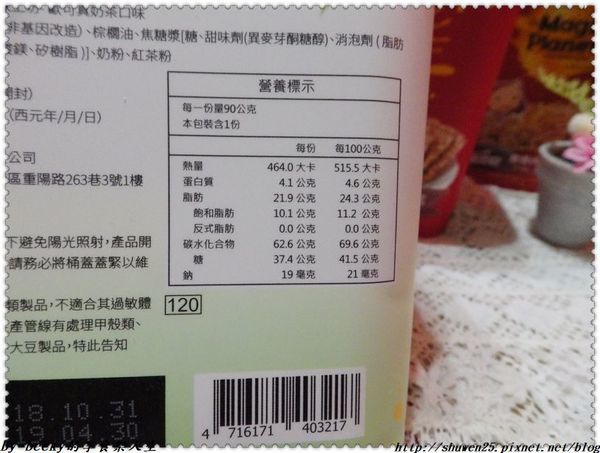 歐可真奶茶口味
非基因改造)、棕櫚油、焦糖漿[糖、甜味劑(異麥芽酮糖醇)、消泡劑(脂肪
鎂、矽樹脂)]、奶粉、紅茶粉
封)
(西元年/月/日)
公司
區重陽路263巷3號1樓
下避免陽光照射,產品開
請務必將桶蓋蓋緊以維
類製品,不適合其過敏體
產管線有處理甲殼類、
大豆製品,特此告知
營養標示
每一份量90公克
本包裝含1份
每份 每100公克
熱量 464.0 大卡 515.5 大卡
蛋白質 4.1 公克 4.6 公克
脂肪 21.9 公克 24.3 公克
飽和脂肪 10.1 公克 11.2 公克
反式脂肪 0.0 公克 0.0 公克
碳水化合物 62.6 公克 69.6 公克
糖 37.4 公克 41.5 公克
鈉 19 毫克 21 毫克
120
18.10.31
19.04.30
4 716171 403217
Magi
Planet
http://shuwen25.pixnet.net/blog